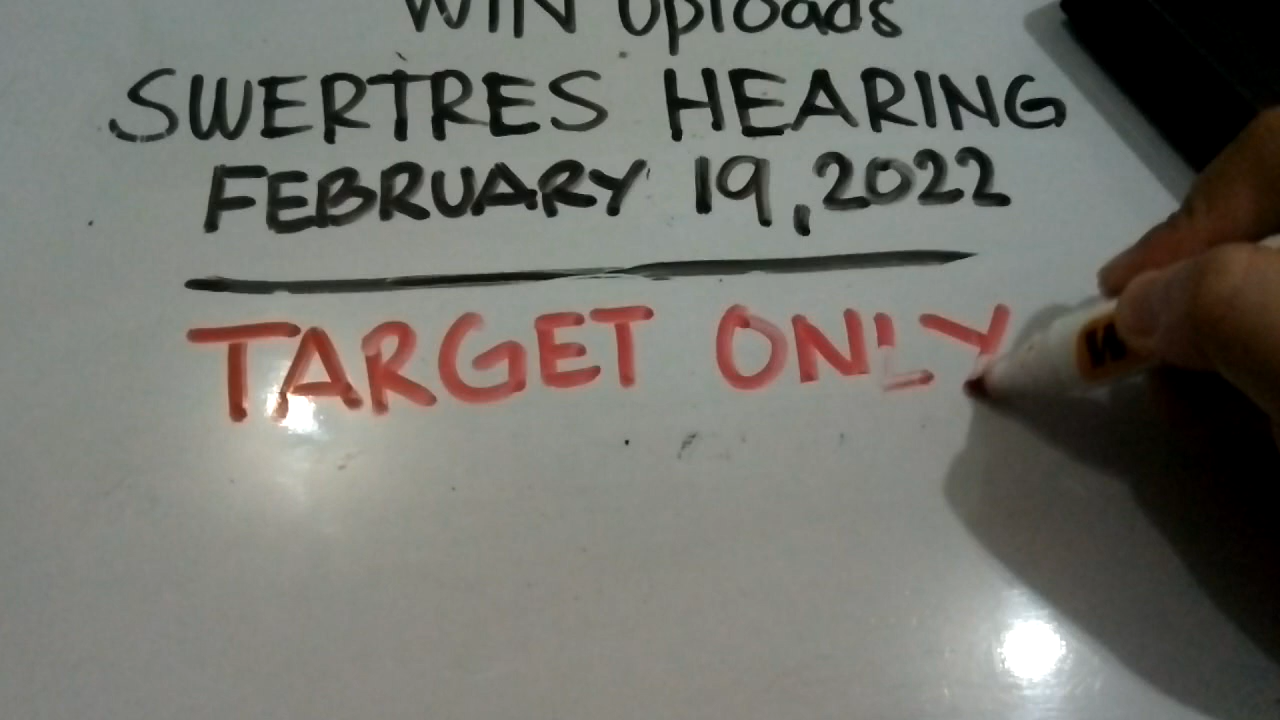 WIN Uploads
SWERTRES HEARING
FEBRUARY 19, 2022
TARGET ONLY